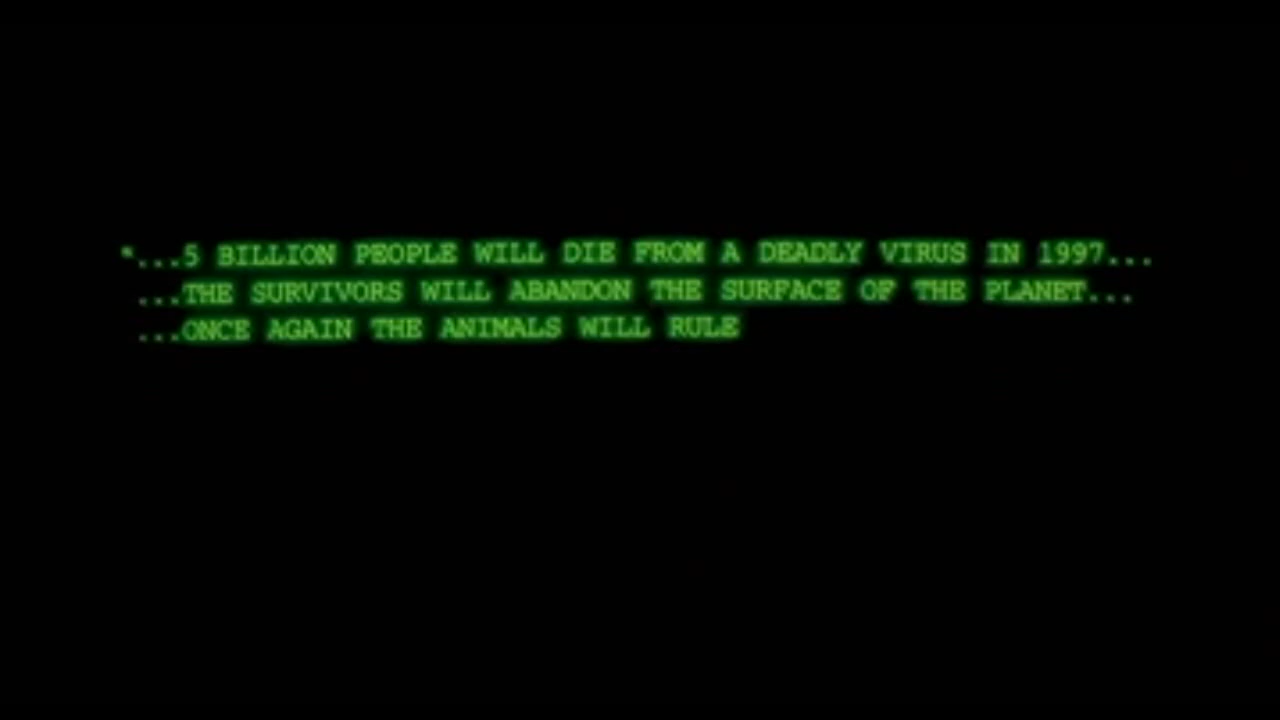 "...5 BILLION PEOPLE WILL DIE FROM A DEADLY VIRUS IN 1997...
...THE SURVIVORS WILL ABANDON THE SURFACE OF THE PLANET...
...ONCE AGAIN THE ANIMALS WILL RULE